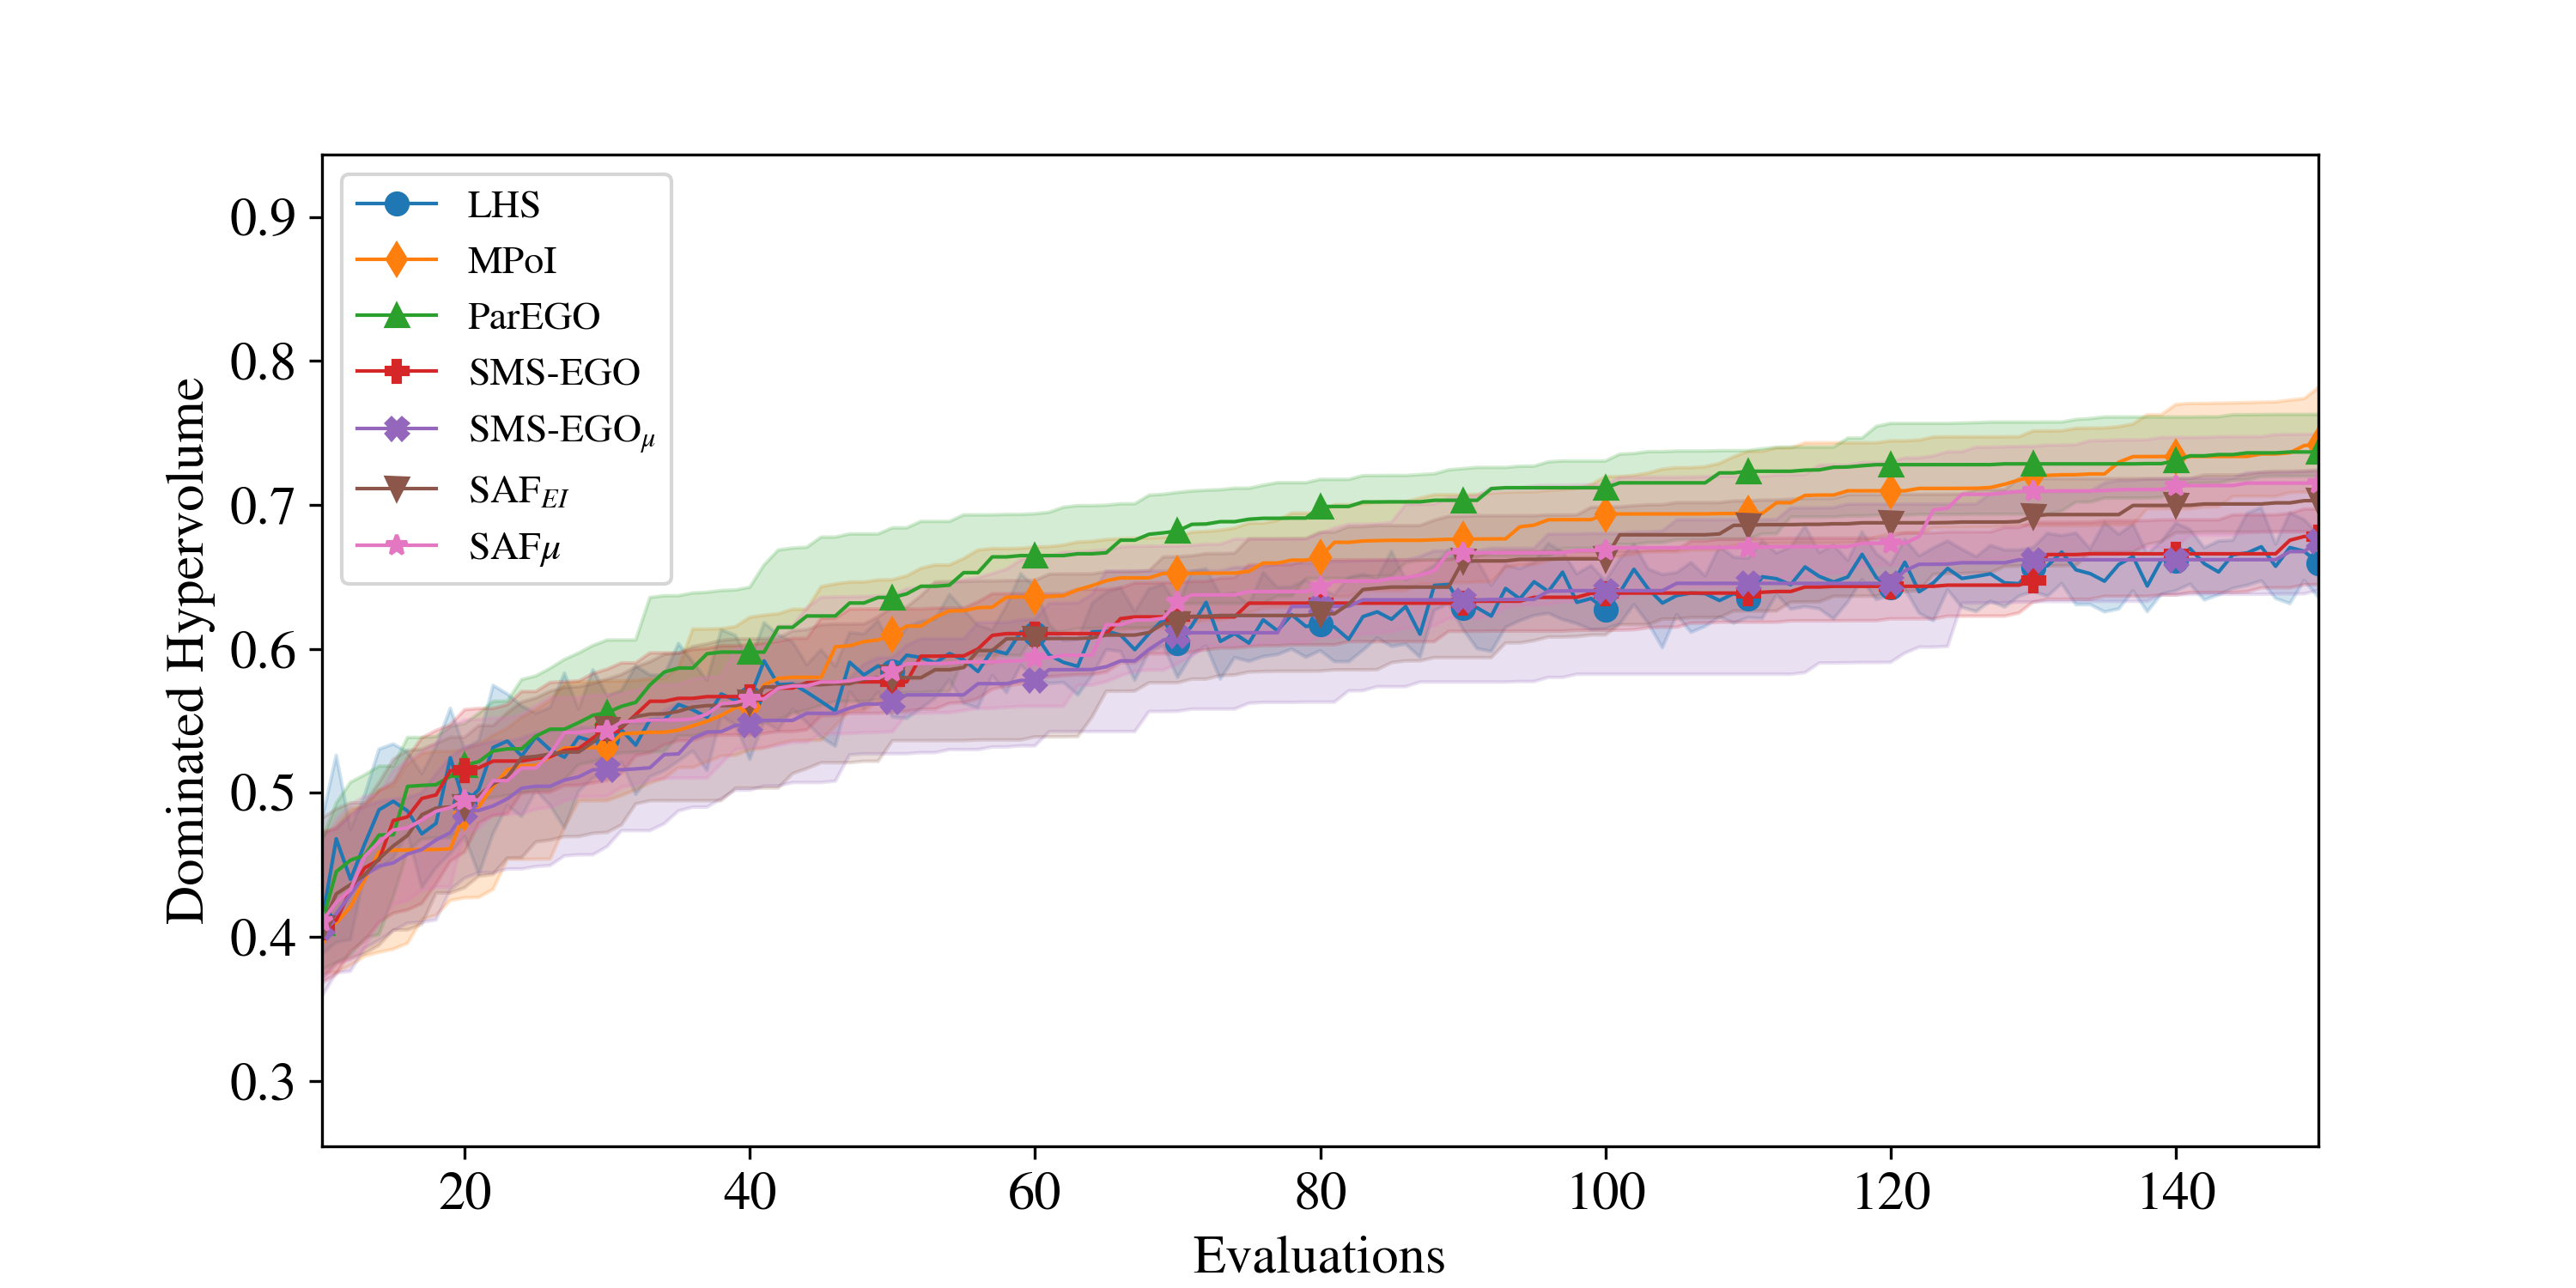 LHS
MPoI
ParEGO
SMS-EGO
SMS-EGOμ
SAFEI
SAFμ
Dominated Hypervolume
0.9
0.8
0.7
0.6
0.5
0.4
0.3
20 40 60 80 100 120 140
Evaluations